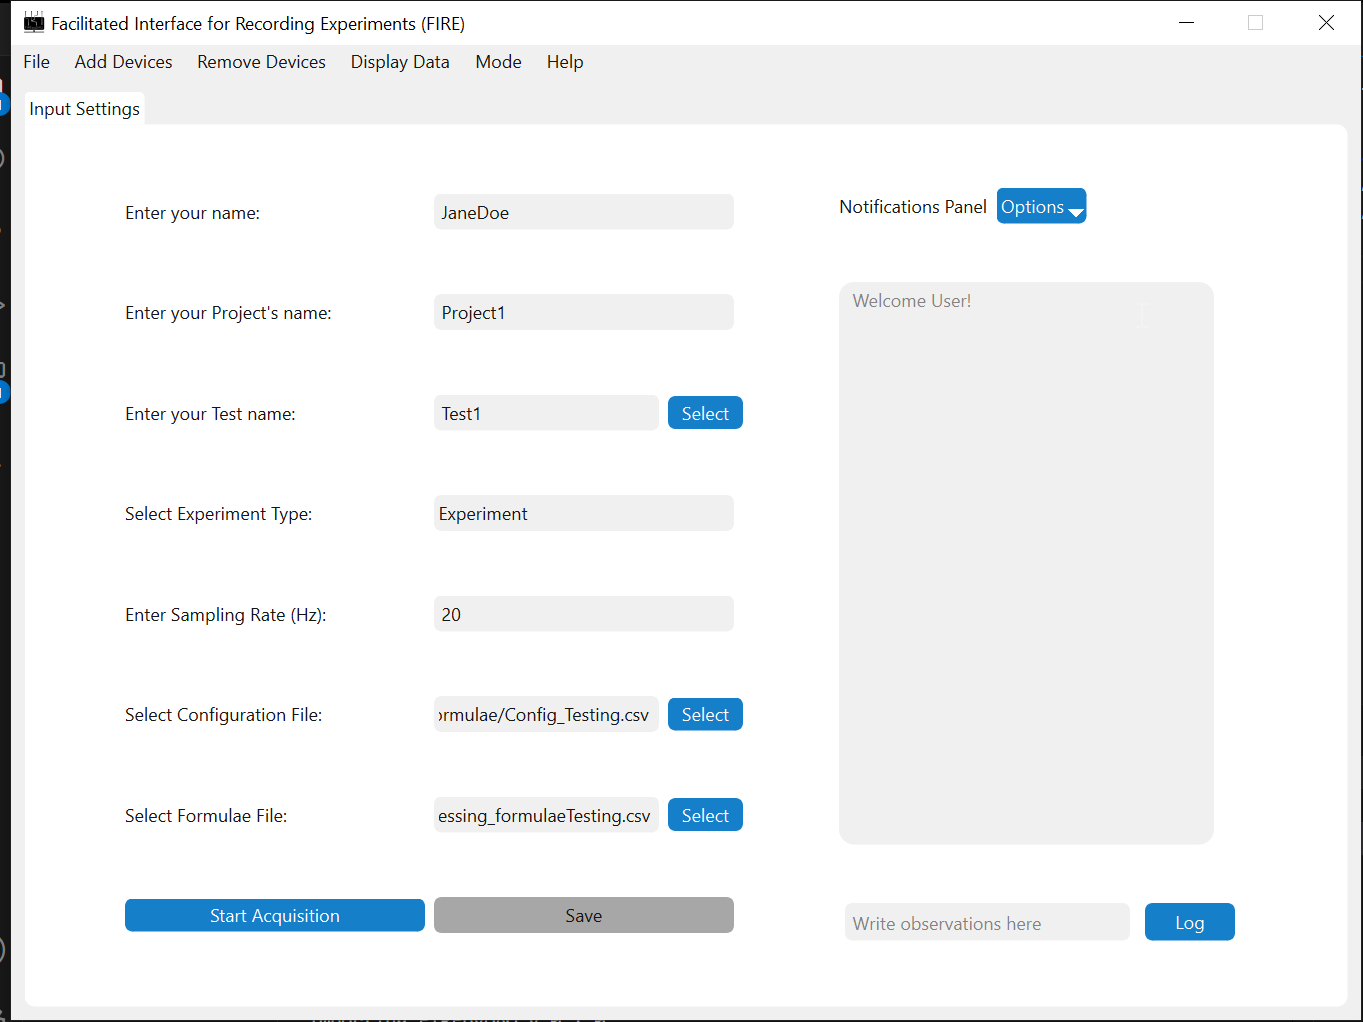 Facilitated Interface for Recording Experiments (FIRE)
File Add Devices Remove Devices Display Data Mode Help
Input Settings
Enter your name: JaneDoe
Notifications Panel Options
Enter your Project's name: Project1
Welcome User!
Enter your Test name: Test1 Select
Select Experiment Type: Experiment
Enter Sampling Rate (Hz): 20
Select Configuration File: ormulae/Config_Testing.csv Select
Select Formulae File: essing_formulaeTesting.csv Select
Start Acquisition Save
Write observations here Log